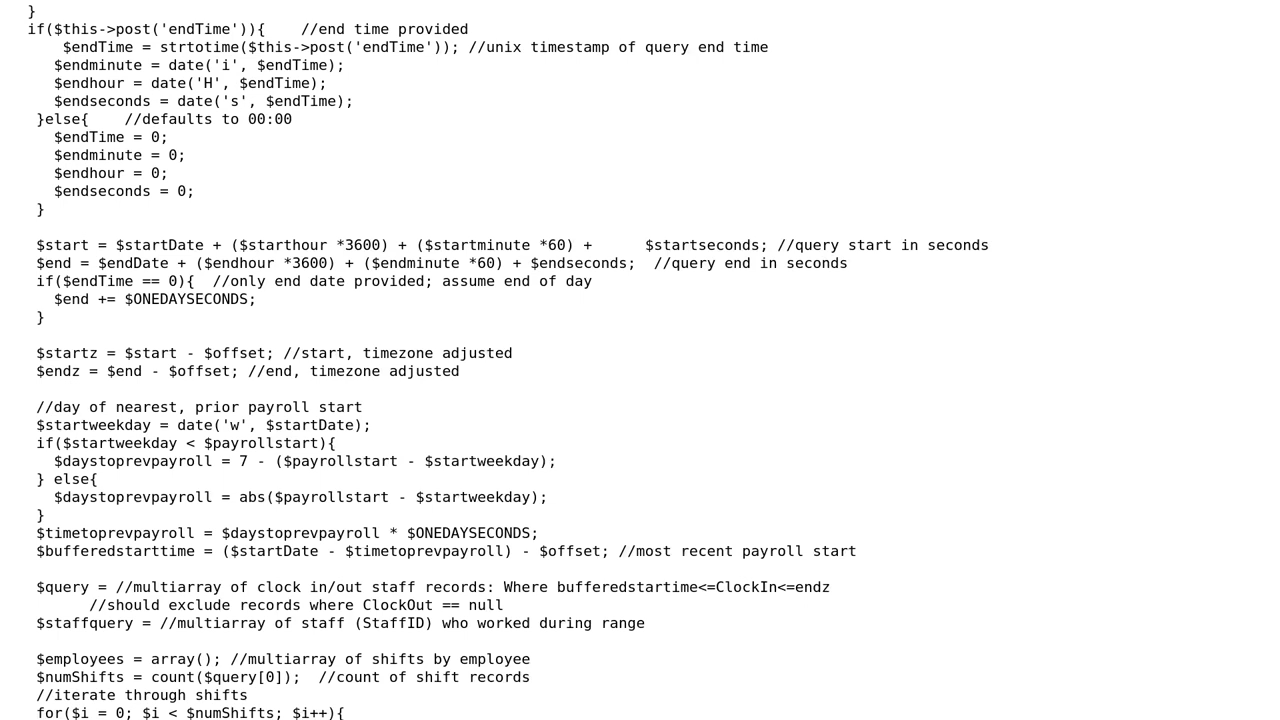 }
if($this->post('endTime')){    //end time provided
    $endTime = strtotime($this->post('endTime')); //unix timestamp of query end time
   $endminute = date('i', $endTime);
   $endhour = date('H', $endTime);
   $endseconds = date('s', $endTime);
 }else{    //defaults to 00:00
   $endTime = 0;
   $endminute = 0;
   $endhour = 0;
   $endseconds = 0;
 }

 $start = $startDate + ($starthour *3600) + ($startminute *60) +      $startseconds; //query start in seconds
 $end = $endDate + ($endhour *3600) + ($endminute *60) + $endseconds;  //query end in seconds
 if($endTime == 0){  //only end date provided; assume end of day
   $end += $ONEDAYSECONDS;
 }

 $startz = $start - $offset; //start, timezone adjusted
 $endz = $end - $offset; //end, timezone adjusted

 //day of nearest, prior payroll start
 $startweekday = date('w', $startDate);
 if($startweekday < $payrollstart){
   $daystoprevpayroll = 7 - ($payrollstart - $startweekday);
 } else{
   $daystoprevpayroll = abs($payrollstart - $startweekday);
 }
 $timetoprevpayroll = $daystoprevpayroll * $ONEDAYSECONDS;
 $bufferedstarttime = ($startDate - $timetoprevpayroll) - $offset; //most recent payroll start

 $query = //multiarray of clock in/out staff records: Where bufferedstartime<=ClockIn<=endz
       //should exclude records where ClockOut == null
 $staffquery = //multiarray of staff (StaffID) who worked during range

 $employees = array(); //multiarray of shifts by employee
 $numShifts = count($query[0]);  //count of shift records
 //iterate through shifts
 for($i = 0; $i < $numShifts; $i++){